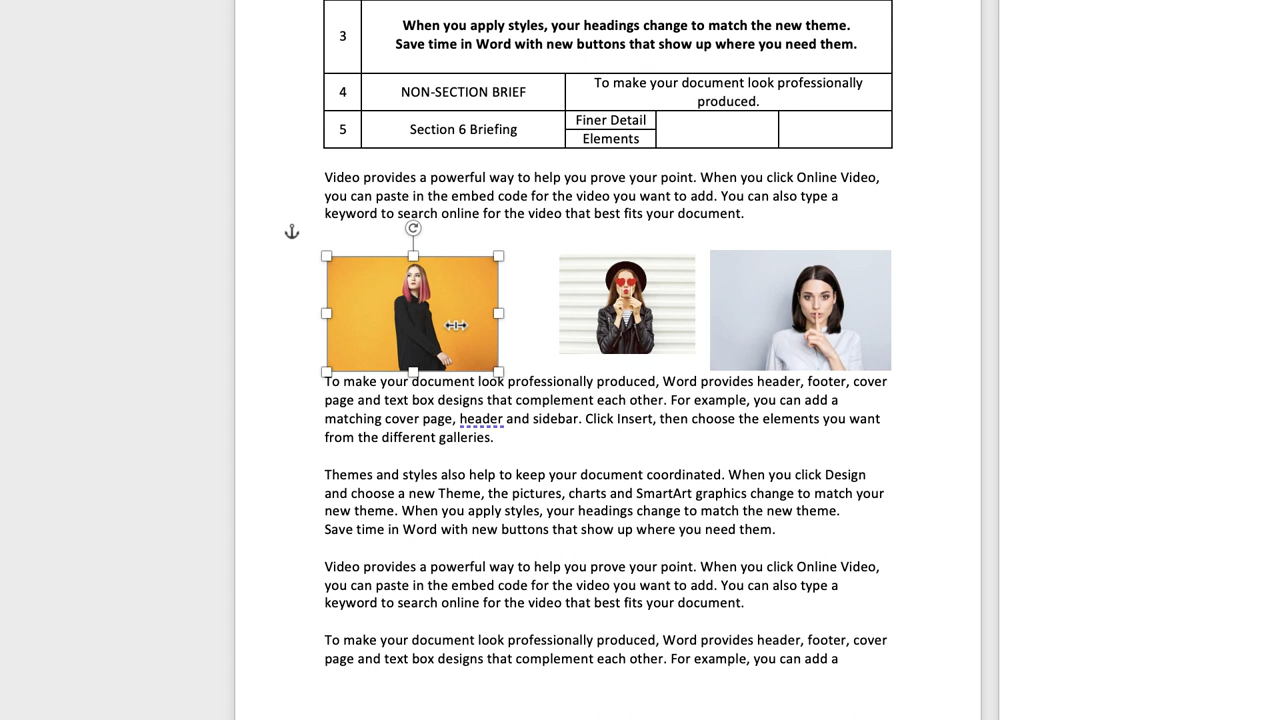 3
When you apply styles, your headings change to match the new theme.
Save time in Word with new buttons that show up where you need them.
4
NON-SECTION BRIEF
To make your document look professionally
produced.
5
Section 6 Briefing
Finer Detail
Elements
Video provides a powerful way to help you prove your point. When you click Online Video,
you can paste in the embed code for the video you want to add. You can also type a
keyword to search online for the video that best fits your document.
To make your document look professionally produced, Word provides header, footer, cover
page and text box designs that complement each other. For example, you can add a
matching cover page, header and sidebar. Click Insert, then choose the elements you want
from the different galleries.
Themes and styles also help to keep your document coordinated. When you click Design
and choose a new Theme, the pictures, charts and SmartArt graphics change to match your
new theme. When you apply styles, your headings change to match the new theme.
Save time in Word with new buttons that show up where you need them.
Video provides a powerful way to help you prove your point. When you click Online Video,
you can paste in the embed code for the video you want to add. You can also type a
keyword to search online for the video that best fits your document.
To make your document look professionally produced, Word provides header, footer, cover
page and text box designs that complement each other. For example, you can add a